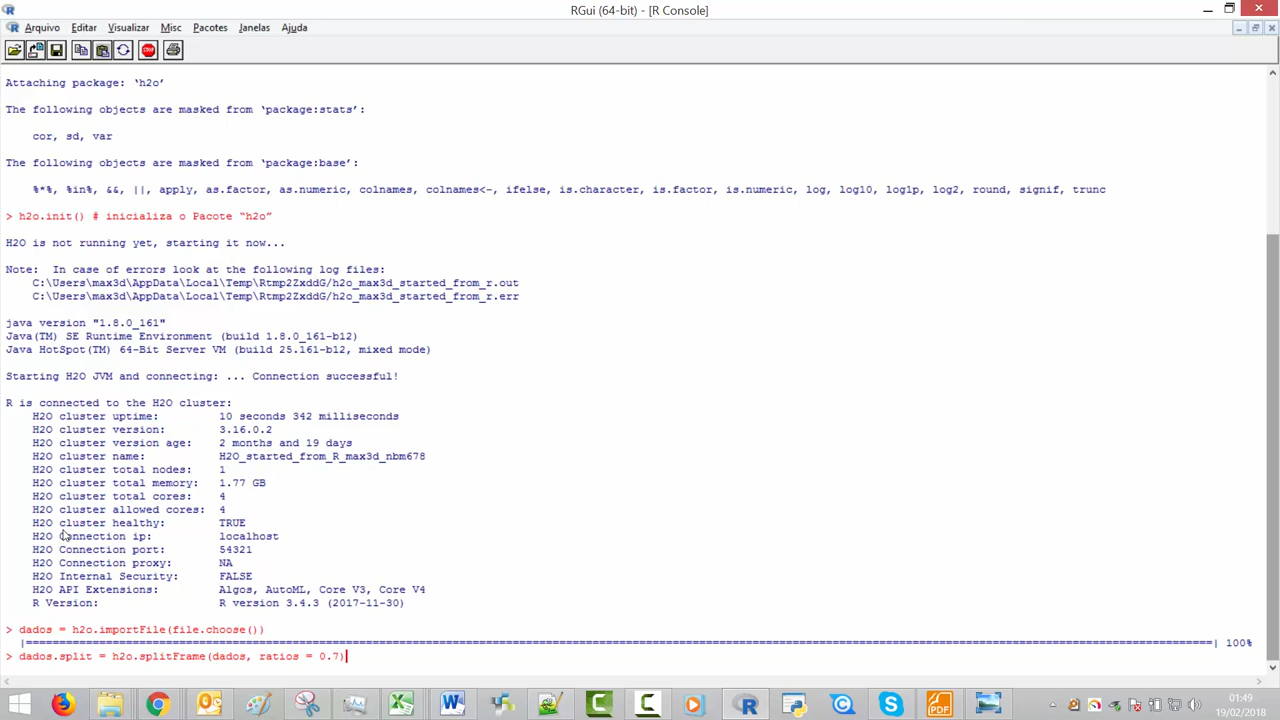 RGui (64-bit) - [R Console]
Arquivo Editar Visualizar Misc Pacotes Janelas Ajuda
STOP
Attaching package: ‘h2o’
The following objects are masked from ‘package:stats’:
cor, sd, var
The following objects are masked from ‘package:base’:
%*%, %in%, &&, ||, apply, as.factor, as.numeric, colnames, colnames<-, ifelse, is.character, is.factor, is.numeric, log, log10, log1p, log2, round, signif, trunc
> h2o.init() # inicializa o Pacote “h2o”
H2O is not running yet, starting it now...
Note:  In case of errors look at the following log files:
C:\Users\max3d\AppData\Local\Temp\Rtmp2ZxddG/h2o_max3d_started_from_r.out
C:\Users\max3d\AppData\Local\Temp\Rtmp2ZxddG/h2o_max3d_started_from_r.err
java version "1.8.0_161"
Java(TM) SE Runtime Environment (build 1.8.0_161-b12)
Java HotSpot(TM) 64-Bit Server VM (build 25.161-b12, mixed mode)
Starting H2O JVM and connecting: ... Connection successful!
R is connected to the H2O cluster:
H2O cluster uptime: 10 seconds 342 milliseconds
H2O cluster version: 3.16.0.2
H2O cluster version age: 2 months and 19 days
H2O cluster name: H2O_started_from_R_max3d_nbm678
H2O cluster total nodes: 1
H2O cluster total memory: 1.77 GB
H2O cluster total cores: 4
H2O cluster allowed cores: 4
H2O cluster healthy: TRUE
H2O Connection ip: localhost
H2O Connection port: 54321
H2O Connection proxy: NA
H2O Internal Security: FALSE
H2O API Extensions: Algos, AutoML, Core V3, Core V4
R Version: R version 3.4.3 (2017-11-30)
> dados = h2o.importFile(file.choose())
|=========================================================================================| 100%
> dados.split = h2o.splitFrame(dados, ratios = 0.7)
PDF
01:49
19/02/2018